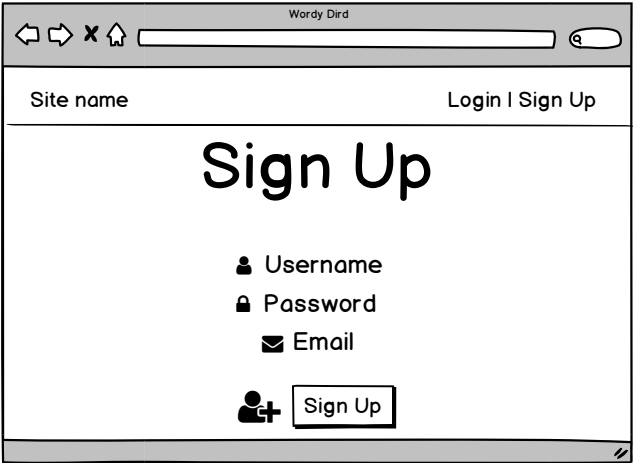 Wordy Dird
Site name
Login | Sign Up
Sign Up
Username
Password
Email
Sign Up